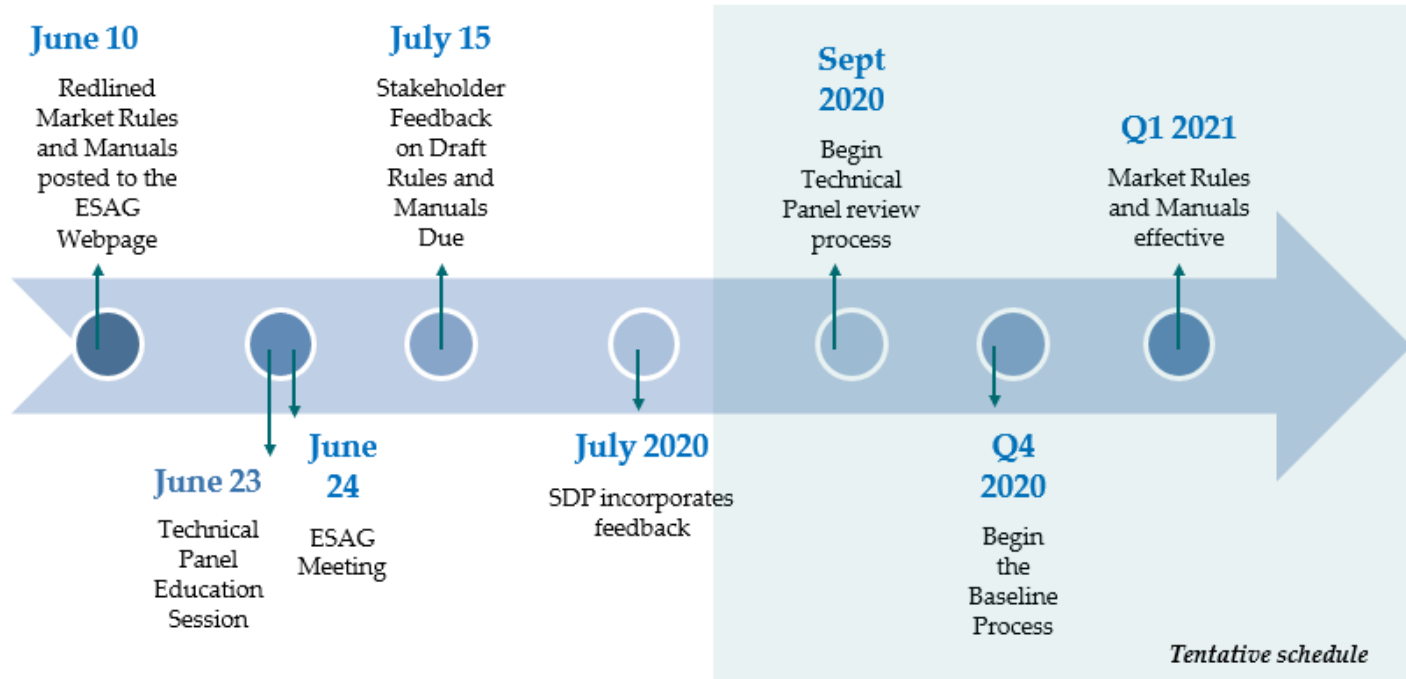 June 10
Redlined
Market Rules
and Manuals
posted to the
ESAG
Webpage
June 23
Technical
Panel
Education
Session
June
24
ESAG
Meeting
July 15
Stakeholder
Feedback
on Draft
Rules and
Manuals
Due
July 2020
SDP incorporates
feedback
Sept
2020
Begin
Technical
Panel review
process
Q4
2020
Begin
the
Baseline
Process
Q1 2021
Market Rules
and Manuals
effective
Tentative schedule